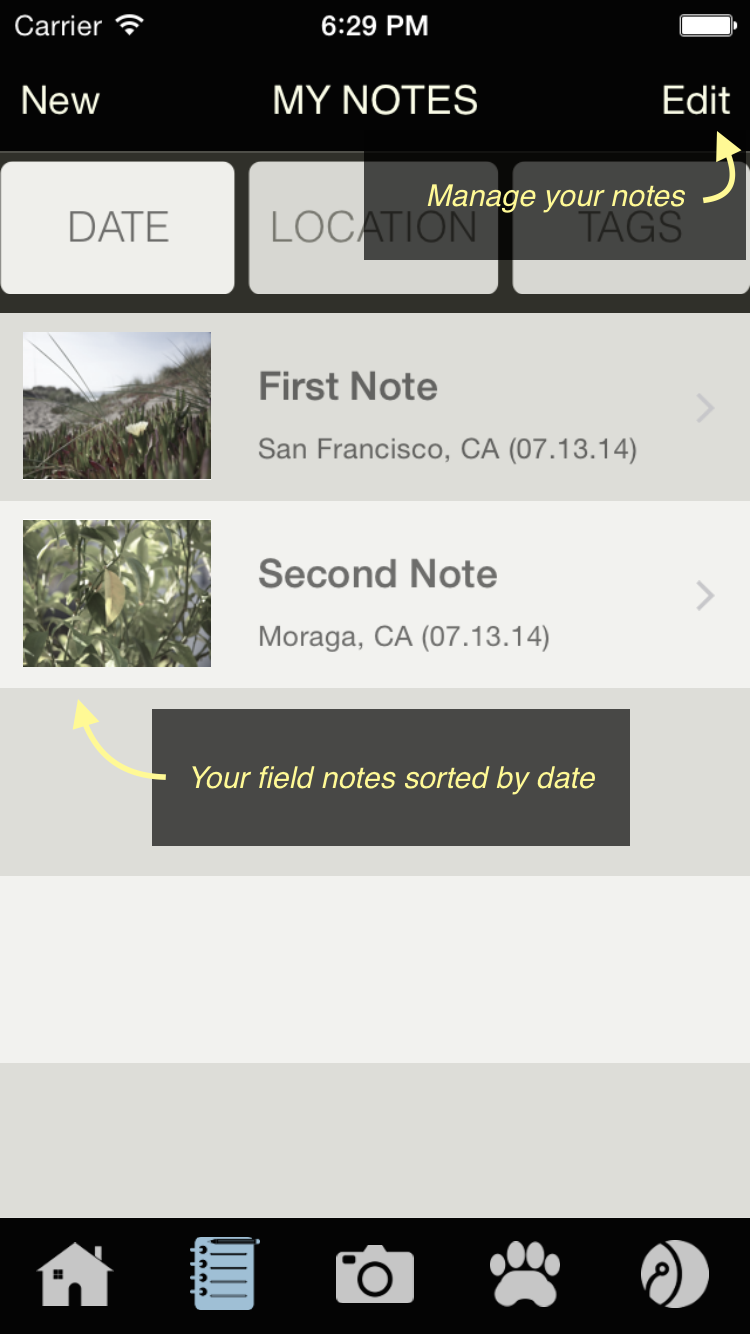 Carrier 6:29 PM
New MY NOTES Edit
Manage your notes
DATE LOCATION TAGS
First Note
San Francisco, CA (07.13.14)
Second Note
Moraga, CA (07.13.14)
Your field notes sorted by date